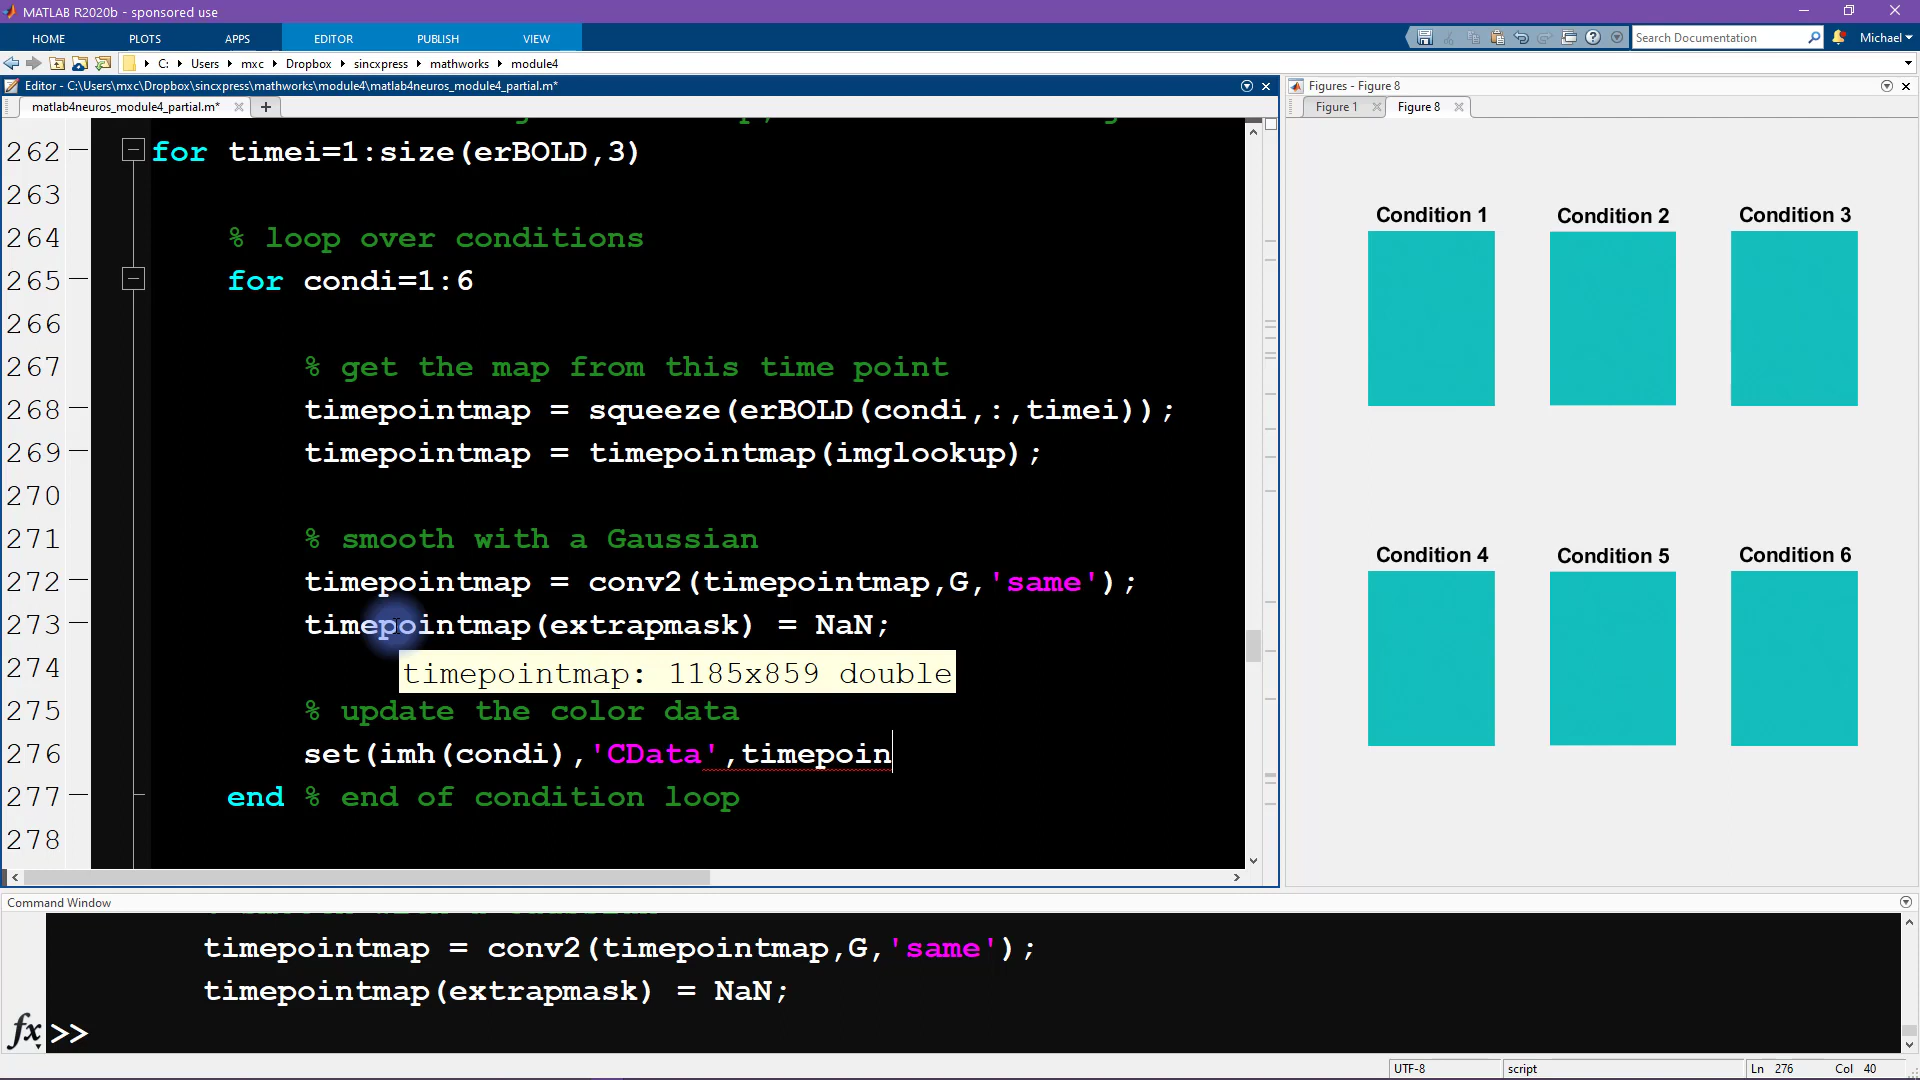 MATLAB R2020b - sponsored use
HOME PLOTS APPS EDITOR PUBLISH VIEW Search Documentation Michael
C: Users mxc Dropbox sincxpress mathworks module4
Editor - C:\Users\mxc\Dropbox\sincxpress\mathworks\module4\matlab4neuros_module4_partial.m*
matlab4neuros_module4_partial.m* +
262 for timei=1:size(erBOLD,3)
263
264 % loop over conditions
265 for condi=1:6
266
267 % get the map from this time point
268 timepointmap = squeeze(erBOLD(condi,:,timei));
269 timepointmap = timepointmap(imglookup);
270
271 % smooth with a Gaussian
272 timepointmap = conv2(timepointmap,G,'same');
273 timepointmap(extrapmask) = NaN;
274 timepointmap: 1185x859 double
275 % update the color data
276 set(imh(condi),'CData',timepoin
277 end % end of condition loop
278
Figures - Figure 8
Figure 1 Figure 8
Condition 1 Condition 2 Condition 3
Condition 4 Condition 5 Condition 6
Command Window
timepointmap = conv2(timepointmap,G,'same');
timepointmap(extrapmask) = NaN;
fx >>
UTF-8 script Ln 276 Col 40